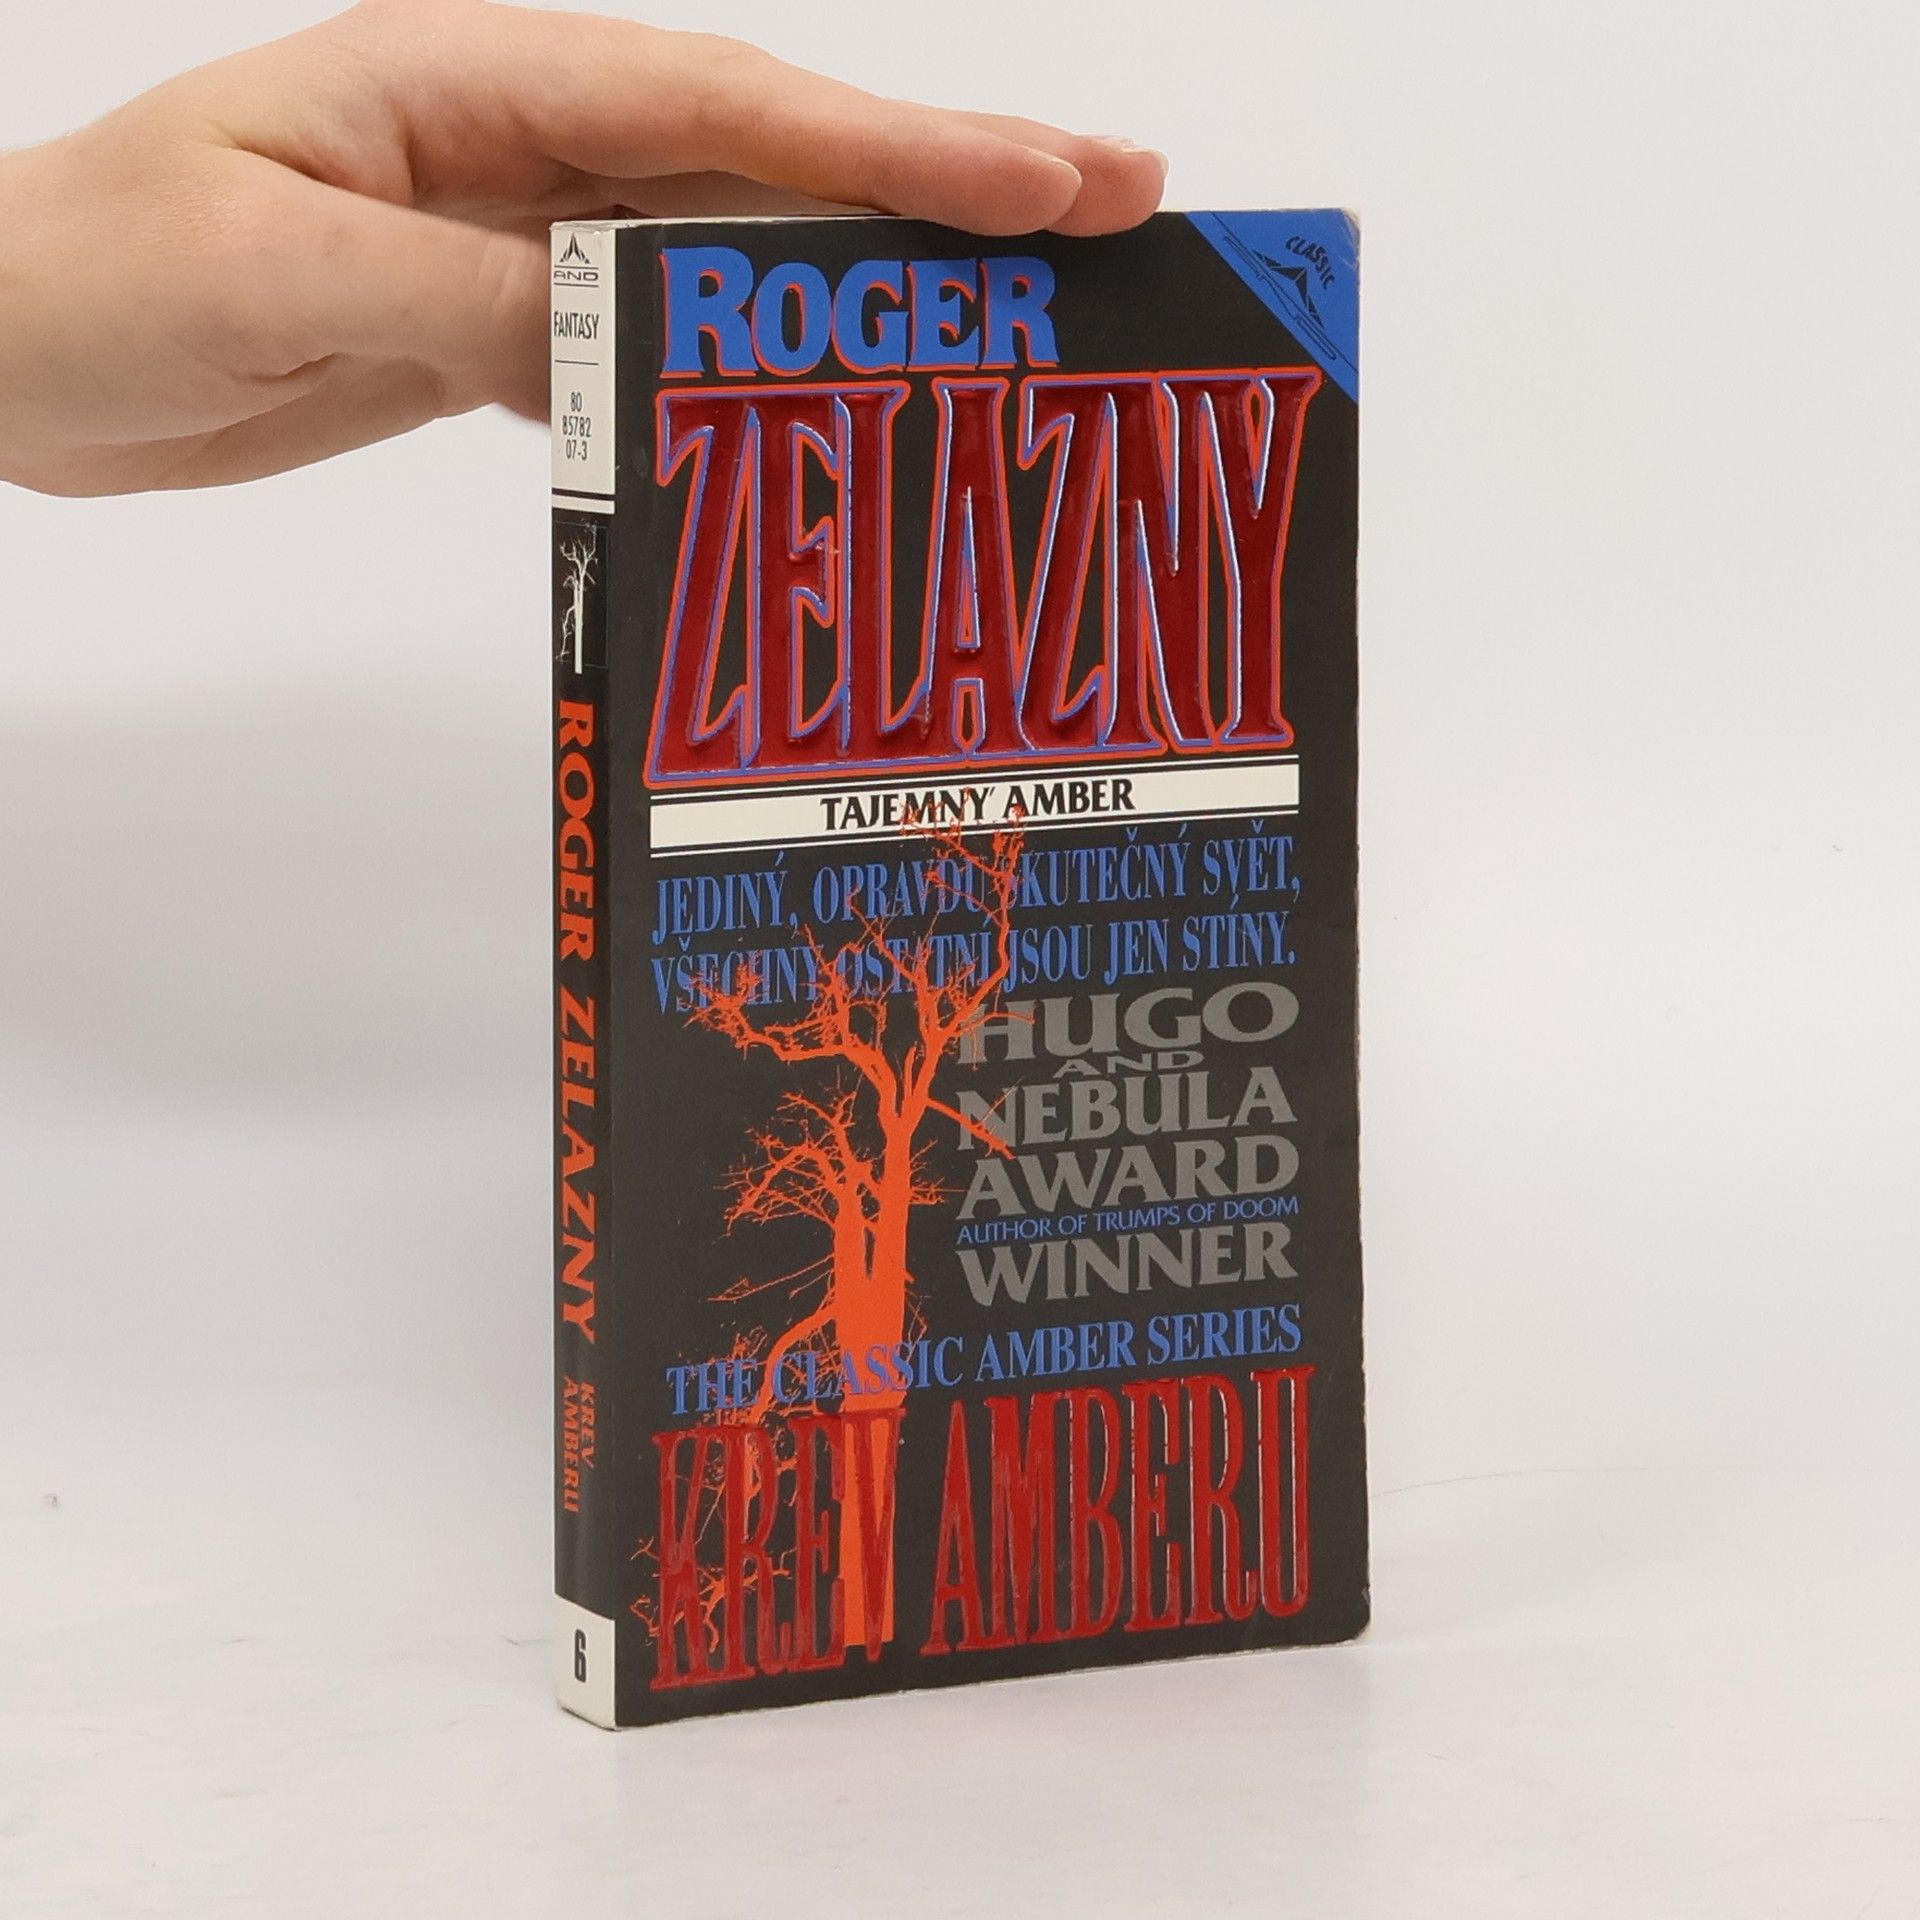 AND
FANTASY
80
85782
07-3
ROGER ZELAZNY
KREV
AMBERU
6
CLASSIC
ROGER
ZELAZNY
TAJEMNÝ AMBER
JEDINÝ, OPRAVDU SKUTEČNÝ SVĚT,
VŠECHNY OSTATNÍ JSOU JEN STÍNY.
HUGO
AND
NEBULA
AWARD
AUTHOR OF TRUMPS OF DOOM
WINNER
THE CLASSIC AMBER SERIES
KREV AMBERU